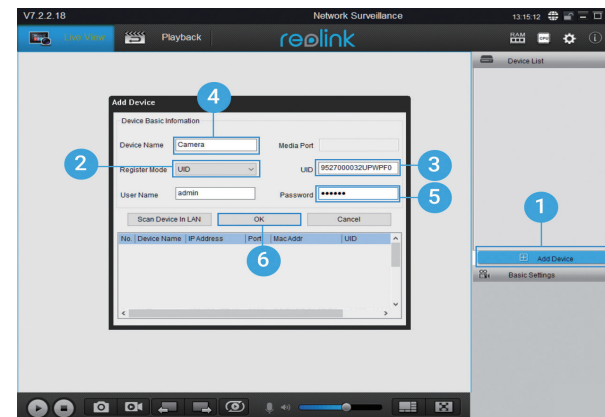 V7.2.2.18
Network Surveillance
13:15:12
Live View
Playback
reolink
RAM
CPU
Device List
Add Device
4
Device Basic Infomation
Device Name
Camera
Media Port
2
Register Mode
UID
UID
9527000032UPWPF0
3
User Name
admin
Password
••••••
5
1
Scan Device In LAN
OK
Cancel
No.
Device Name
IP Address
Port
Mac Addr
UID
6
Add Device
Basic Settings